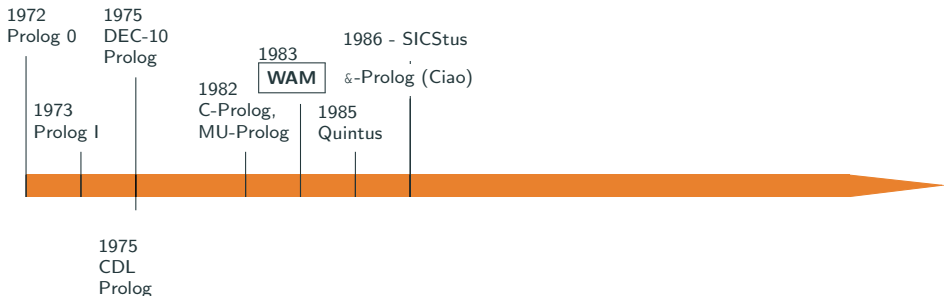 1972
Prolog 0
1973
Prolog I
1975
DEC-10
Prolog
1975
CDL
Prolog
1982
C-Prolog,
MU-Prolog
1983
WAM
1985
Quintus
1986 - SICStus
&-Prolog (Ciao)